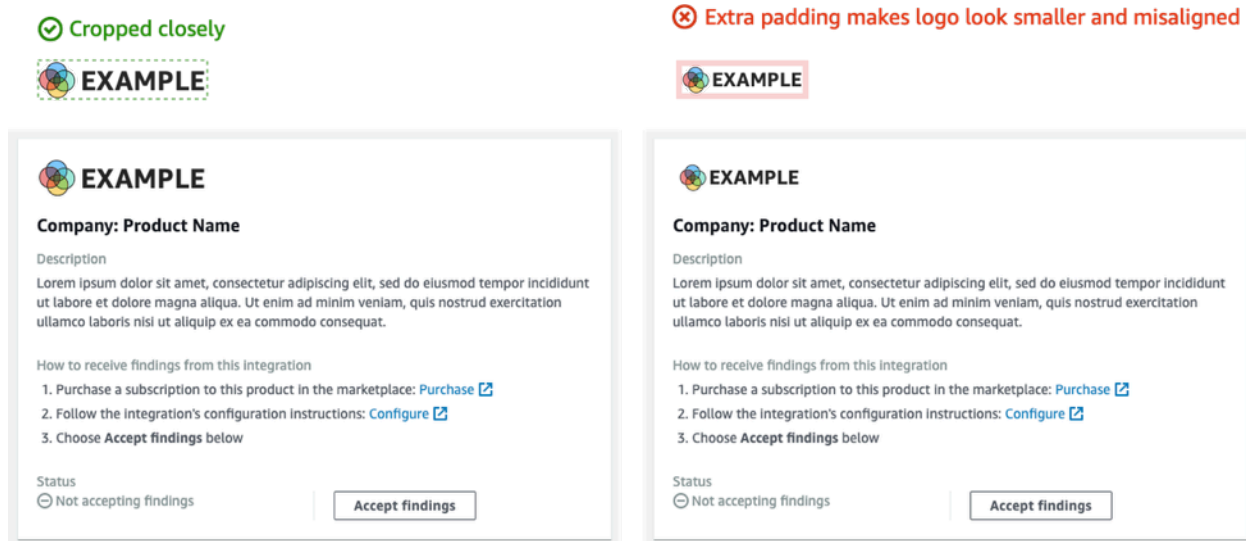 Cropped closely
EXAMPLE
EXAMPLE
Company: Product Name
Description
Lorem ipsum dolor sit amet, consectetur adipiscing elit, sed do eiusmod tempor incididunt
ut labore et dolore magna aliqua. Ut enim ad minim veniam, quis nostrud exercitation
ullamco laboris nisi ut aliquip ex ea commodo consequat.
How to receive findings from this integration
1. Purchase a subscription to this product in the marketplace: Purchase
2. Follow the integration's configuration instructions: Configure
3. Choose Accept findings below
Status
Not accepting findings
Accept findings
Extra padding makes logo look smaller and misaligned
EXAMPLE
EXAMPLE
Company: Product Name
Description
Lorem ipsum dolor sit amet, consectetur adipiscing elit, sed do eiusmod tempor incididunt
ut labore et dolore magna aliqua. Ut enim ad minim veniam, quis nostrud exercitation
ullamco laboris nisi ut aliquip ex ea commodo consequat.
How to receive findings from this integration
1. Purchase a subscription to this product in the marketplace: Purchase
2. Follow the integration's configuration instructions: Configure
3. Choose Accept findings below
Status
Not accepting findings
Accept findings